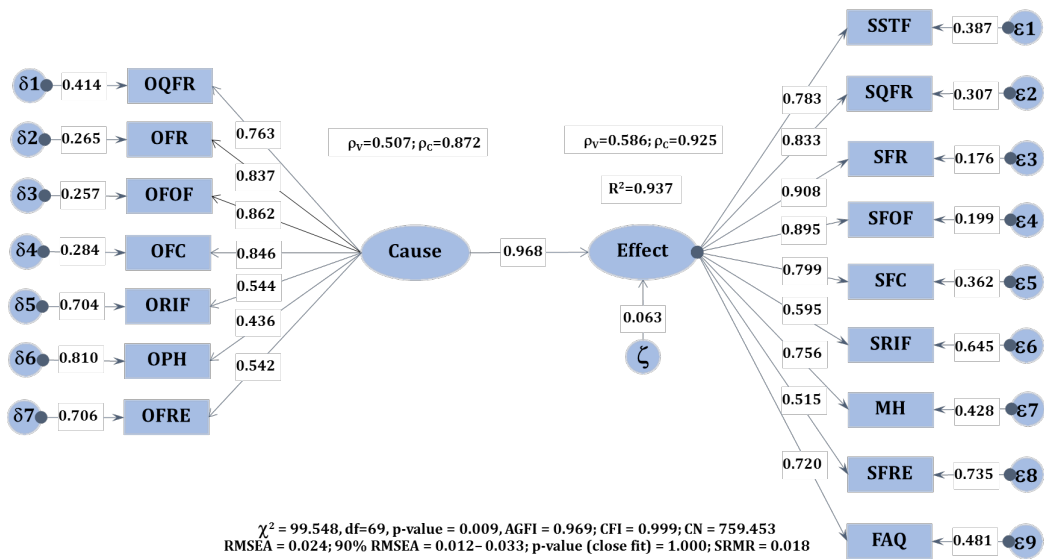 SSTF
0.387
ε1
δ1
0.414
OQFR
0.783
SQFR
0.307
ε2
δ2
0.265
OFR
0.763
ρV=0.507; ρC=0.872
ρV=0.586; ρC=0.925
0.833
SFR
0.176
ε3
δ3
0.257
OFOF
0.837
R²=0.937
0.908
SFOF
0.199
ε4
0.862
0.895
δ4
0.284
OFC
0.846
Cause
0.968
Effect
0.799
SFC
0.362
ε5
δ5
0.704
ORIF
0.544
0.595
0.436
0.063
SRIF
0.645
ε6
δ6
0.810
OPH
0.542
ζ
0.756
δ7
0.706
OFRE
0.515
MH
0.428
ε7
0.720
SFRE
0.735
ε8
FAQ
0.481
ε9
χ² = 99.548, df=69, p-value = 0.009, AGFI = 0.969; CFI = 0.999; CN = 759.453
RMSEA = 0.024; 90% RMSEA = 0.012– 0.033; p-value (close fit) = 1.000; SRMR = 0.018